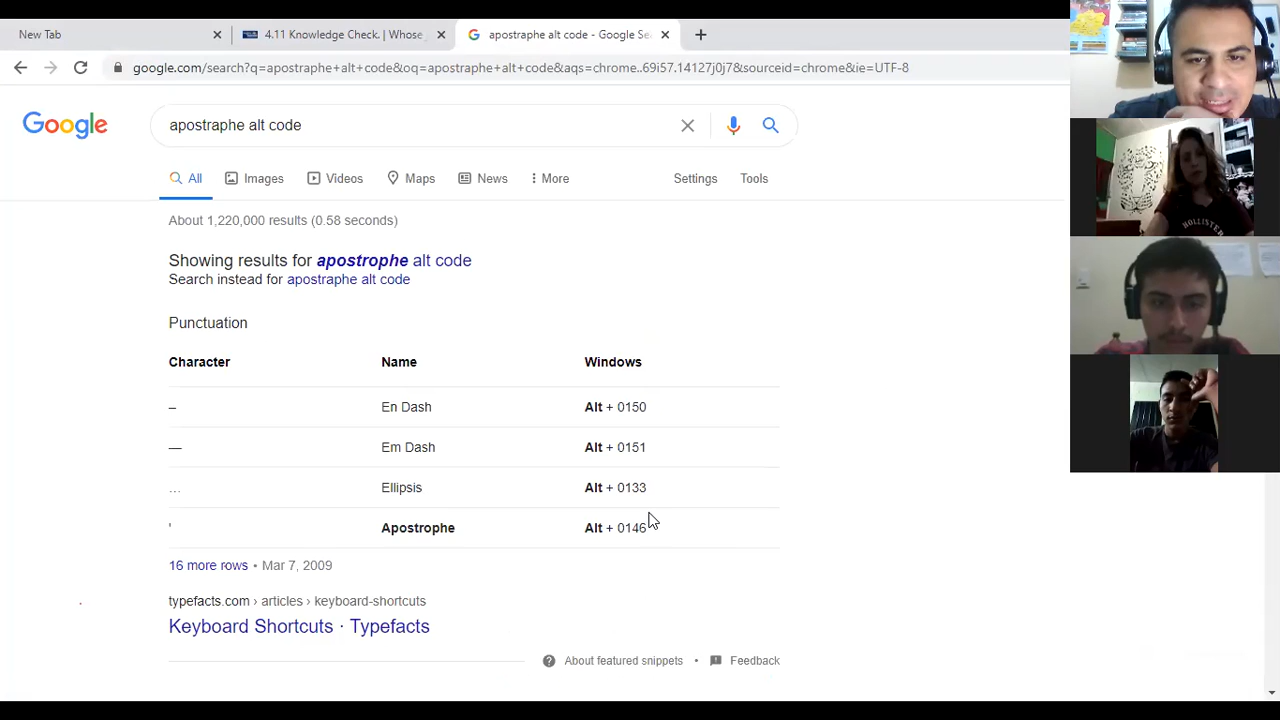 New Tab
4.11 Knowledge Check |
apostraphe alt code - Google Se
google.com/search?q=apostraphe+alt+code&oq=apostraphe+alt+code&aqs=chrome..69i57.14127j0j7&sourceid=chrome&ie=UTF-8
Google
apostraphe alt code
All
Images
Videos
Maps
News
More
Settings
Tools
About 1,220,000 results (0.58 seconds)
Showing results for apostrophe alt code
Search instead for apostraphe alt code
Punctuation
Character Name Windows
– En Dash Alt + 0150
— Em Dash Alt + 0151
… Ellipsis Alt + 0133
' Apostrophe Alt + 0146
16 more rows • Mar 7, 2009
typefacts.com › articles › keyboard-shortcuts
Keyboard Shortcuts · Typefacts
About featured snippets • Feedback
HOLLISTER